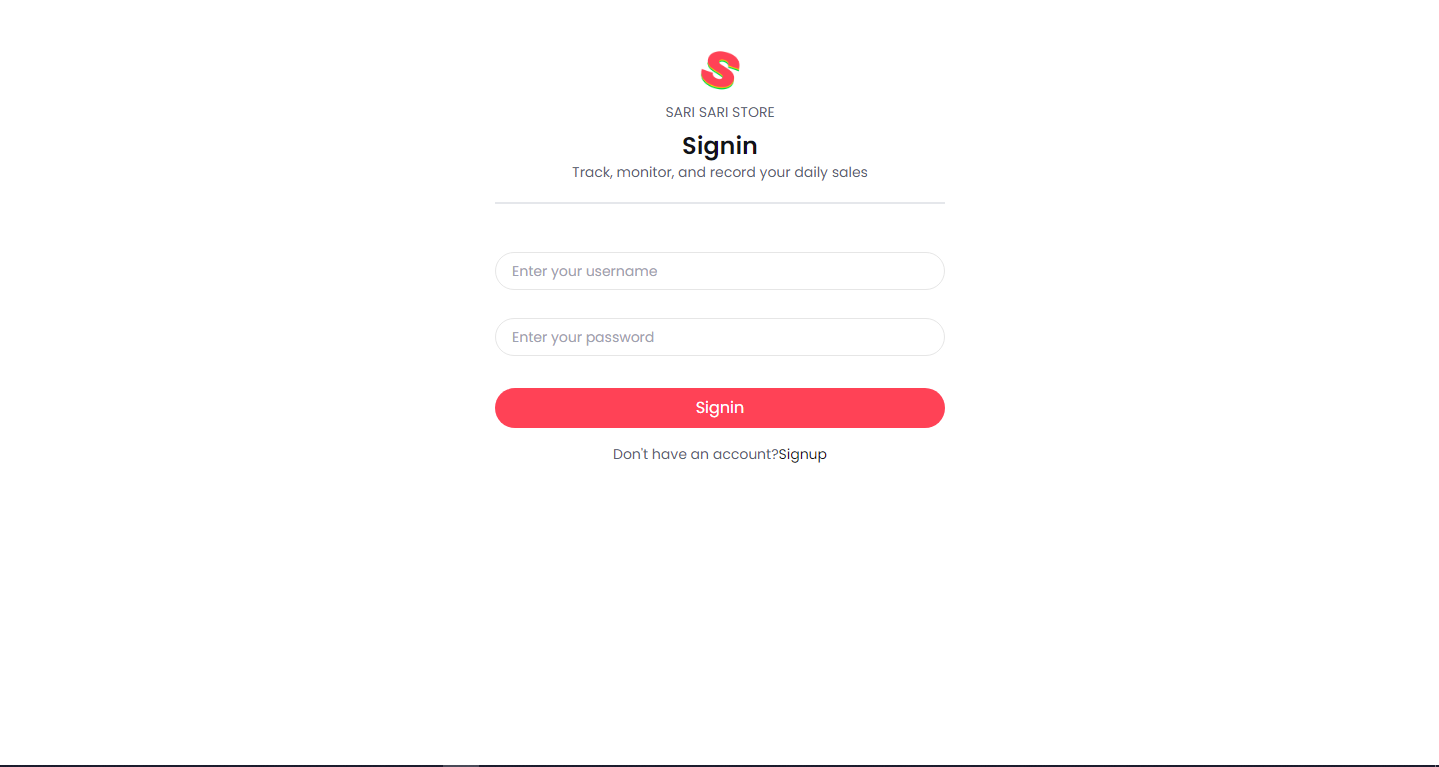 S
SARI SARI STORE
Signin
Track, monitor, and record your daily sales
Enter your username
Enter your password
Signin
Don't have an account?Signup